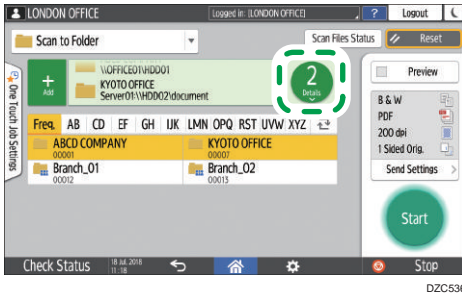 LONDON OFFICE
Logged in: [LONDON OFFICE]
?
Logout
Scan to Folder
Scan Files Status
Reset
Add
\\OFFICE01\HDD01
KYOTO OFFICE
Server01:\HDD02\document
2
Details
Preview
One Touch Job Settings
B & W
PDF
200 dpi
1 Sided Orig.
Send Settings
Freq. AB CD EF GH IJK LMN OPQ RST UVW XYZ
ABCD COMPANY
00001
KYOTO OFFICE
00007
Branch_01
00012
Branch_02
00013
Start
Check Status
18 Jul. 2018
11:18
Stop
DZC536